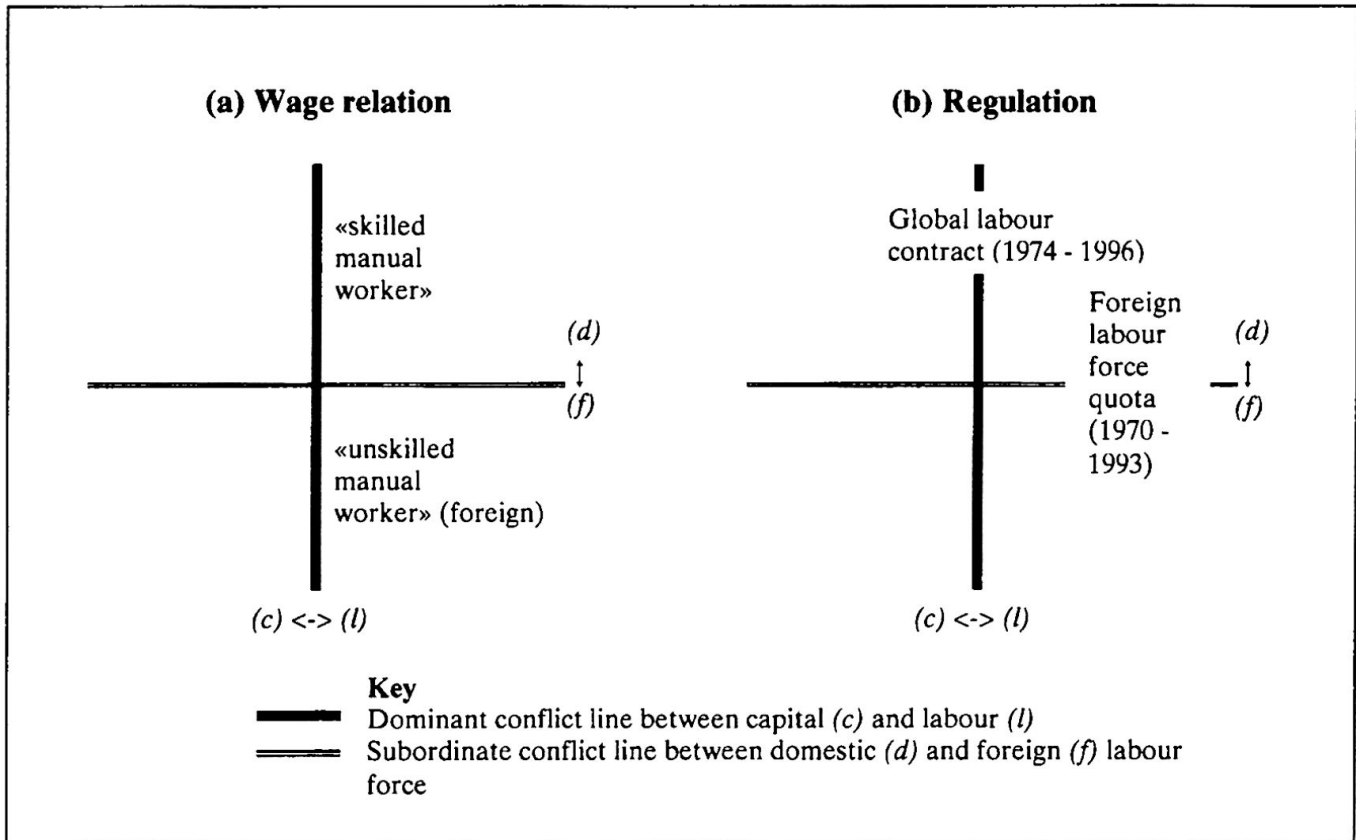 (a) Wage relation
«skilled
manual
worker»
(d)
↕
(f)
«unskilled
manual
worker» (foreign)
(c) <-> (l)
(b) Regulation
Global labour
contract (1974 - 1996)
Foreign
labour
force
quota
(1970 -
1993)
(d)
↕
(f)
(c) <-> (l)
Key
Dominant conflict line between capital (c) and labour (l)
Subordinate conflict line between domestic (d) and foreign (f) labour
force